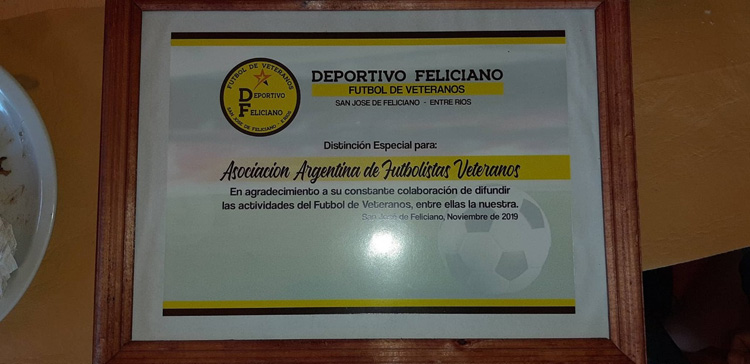 FUTBOL DE VETERANOS
DEPORTIVO
FELICIANO
SAN JOSE DE FELICIANO - E.RIOS
DEPORTIVO FELICIANO
FUTBOL DE VETERANOS
SAN JOSE DE FELICIANO - ENTRE RIOS
Distinción Especial para:
Asociacion Argentina de Futbolistas Veteranos
En agradecimiento a su constante colaboración de difundir
las actividades del Futbol de Veteranos, entre ellas la nuestra.
San José de Feliciano, Noviembre de 2019